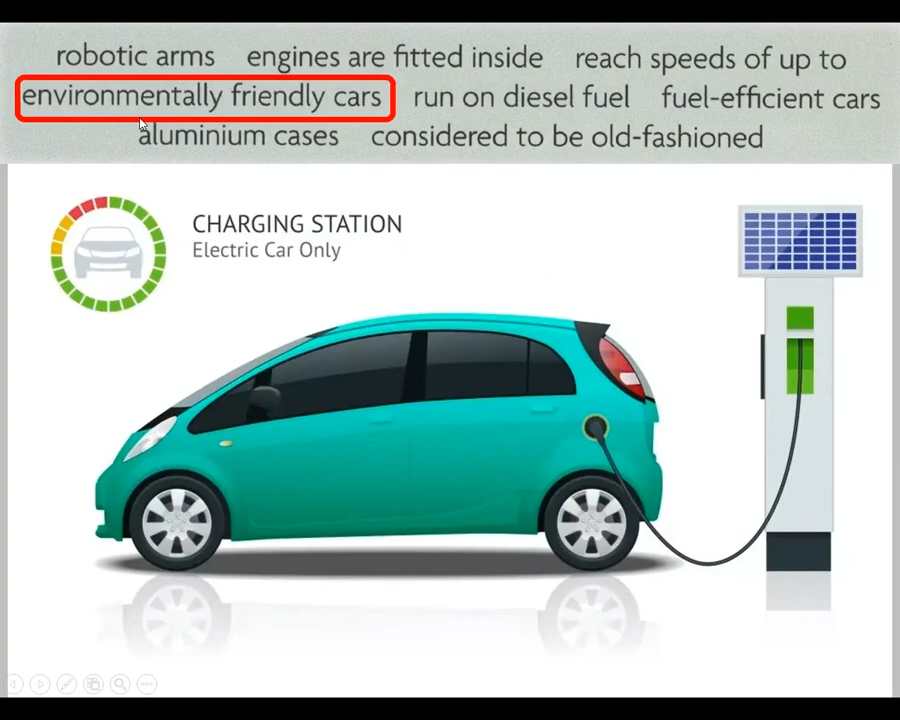 robotic arms engines are fitted inside reach speeds of up to
environmentally friendly cars run on diesel fuel fuel-efficient cars
aluminium cases considered to be old-fashioned
CHARGING STATION
Electric Car Only